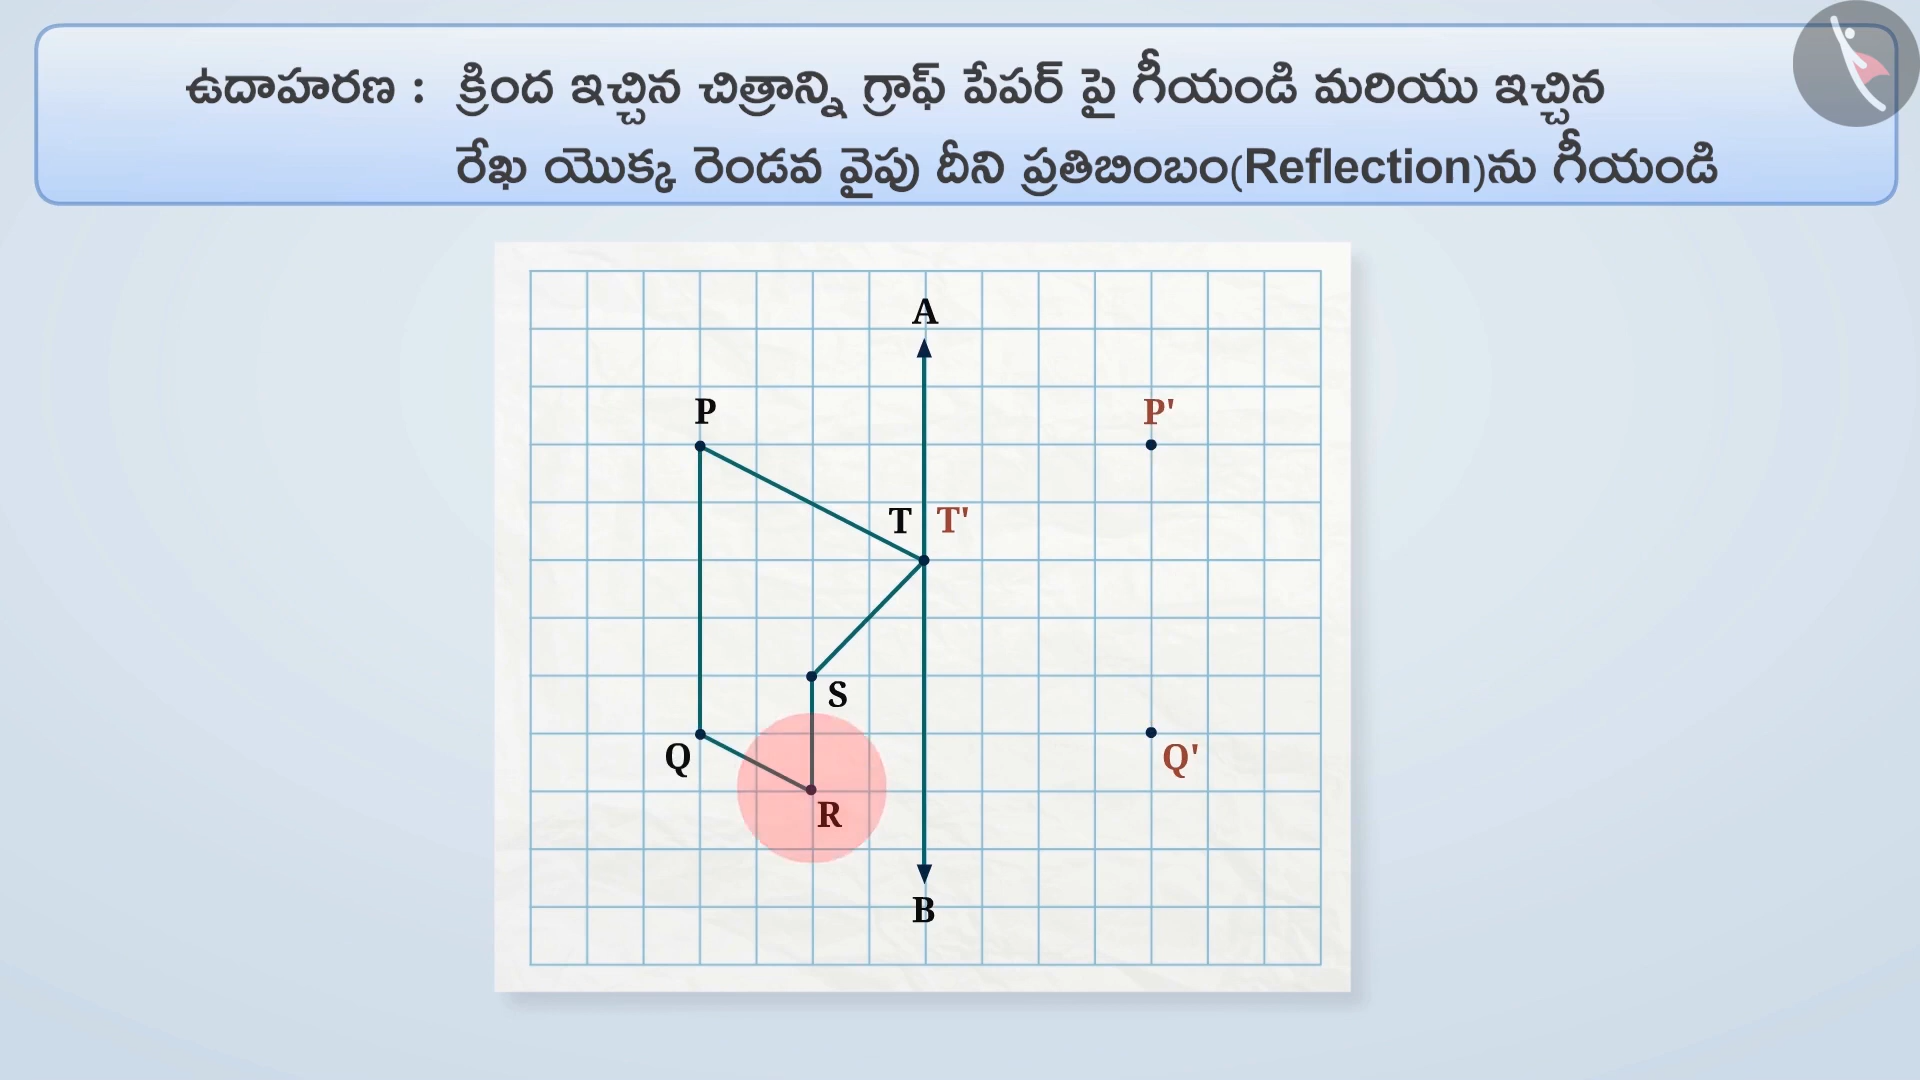 ఉదాహరణ : క్రింద ఇచ్చిన చిత్రాన్ని గ్రాఫ్ పేపర్ పై గీయండి మరియు ఇచ్చిన
రేఖ యొక్క రెండవ వైపు దీని ప్రతిబింబం(Reflection)ను గీయండి
A
P
P'
T T'
S
Q
Q'
R
B